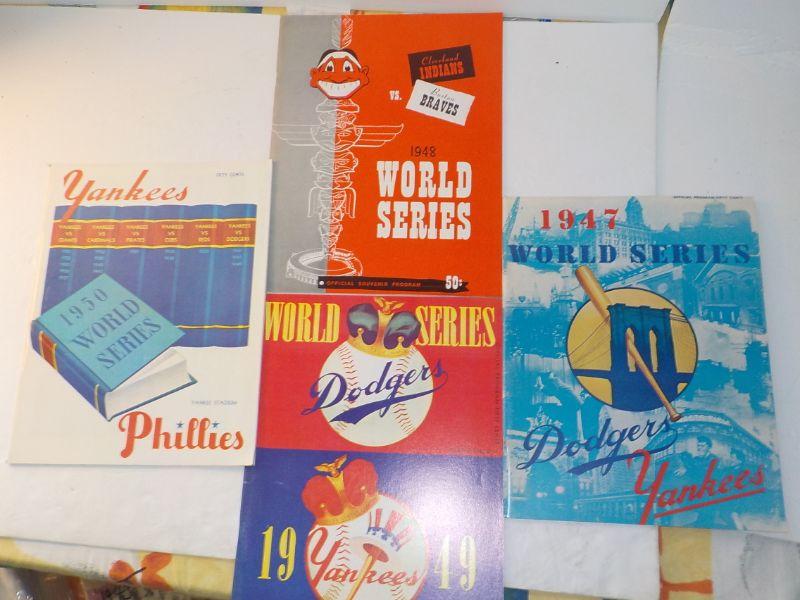 Yankees
FIFTY CENTS
YANKEES VS GIANTS
YANKEES VS CARDINALS
YANKEES VS PIRATES
YANKEES VS CUBS
YANKEES VS REDS
YANKEES VS DODGERS
1950
WORLD
SERIES
YANKEE STADIUM
Phillies
Cleveland
INDIANS
VS.
Boston
BRAVES
1948
WORLD
SERIES
OFFICIAL SOUVENIR PROGRAM
50¢
WORLD SERIES
Dodgers
19 49
Yankees
OFFICIAL PROGRAM FIFTY CENTS
1947
WORLD SERIES
Dodgers
Yankees